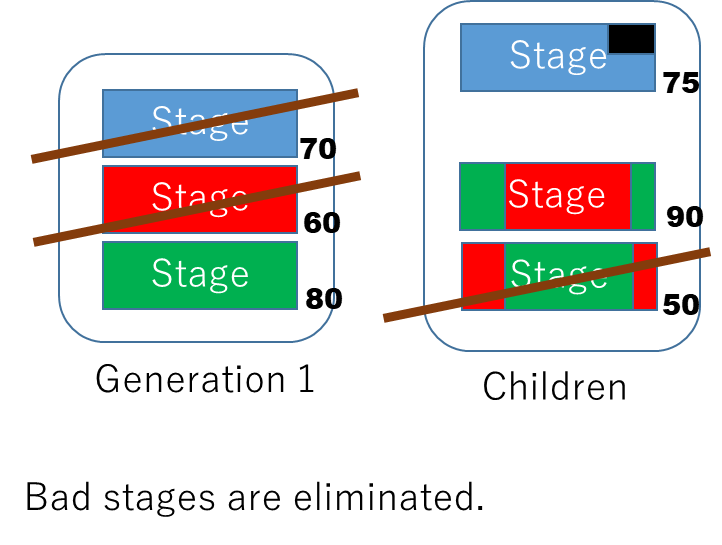 Stage
70
Stage
60
Stage
80
Generation 1
Stage
75
Stage
90
Stage
50
Children
Bad stages are eliminated.